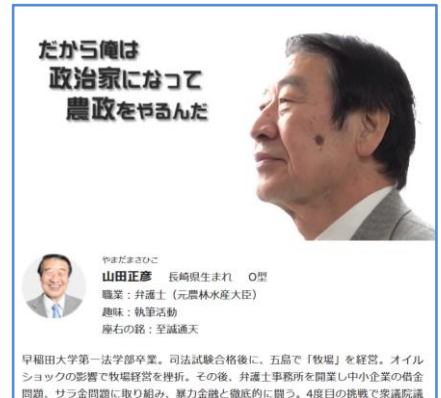 だから俺は
政治家になって
農政をやるんだ
やまだまさひこ
山田正彦 長崎県生まれ O型
職業：弁護士（元農林水産大臣）
趣味：執筆活動
座右の銘：至誠通天
早稲田大学第一法学部卒業。司法試験合格後に、五島で「牧場」を経営。オイル
ショックの影響で牧場経営を挫折。その後、弁護士事務所を開業し中小企業の借金
問題、サラ金問題に取り組み、暴力金融と徹底的に闘う。4度目の挑戦で衆議院議